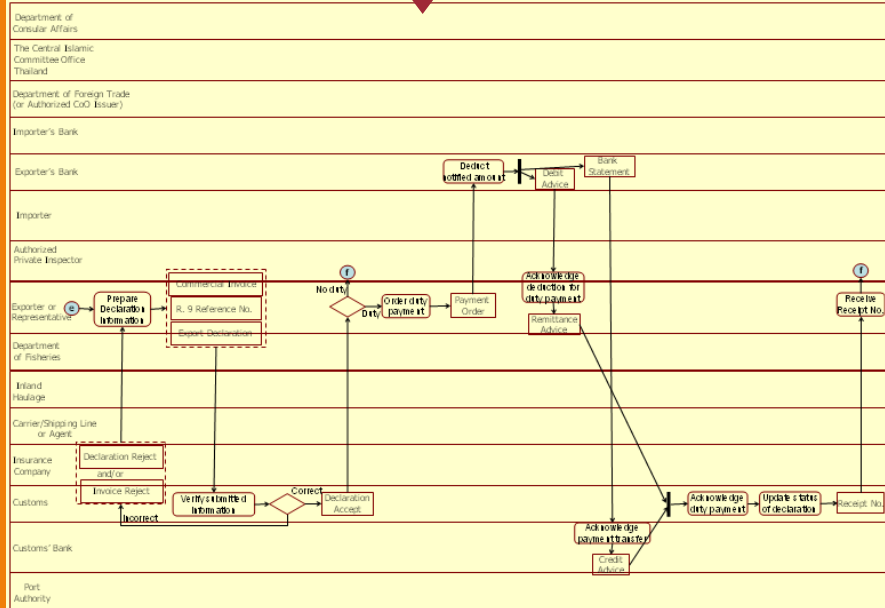 Department of
Consular Affairs
The Central Islamic
Committee Office
Thailand
Department of Foreign Trade
(or Authorized CoO Issuer)
Importer's Bank
Exporter's Bank
Deduct
notified amount
Debit
Advice
Bank
Statement
Importer
Authorized
Private Inspector
f
Acknowledge
deduction for
duty payment
f
Exporter or
Representative
e
Prepare
Declaration
Information
Commercial Invoice
R. 9 Reference No.
Export Declaration
No duty
Duty
Order duty
payment
Payment
Order
Remittance
Advice
Receive
Receipt No.
Department
of Fisheries
Inland
Haulage
Carrier/Shipping Line
or Agent
Insurance
Company
Declaration Reject
and/or
Invoice Reject
Customs
Incorrect
Verify submitted
Information
Correct
Declaration
Accept
Acknowledge
duty payment
Update status
of declaration
Receipt No.
Customs' Bank
Acknowledge
payment transfer
Credit
Advice
Port
Authority